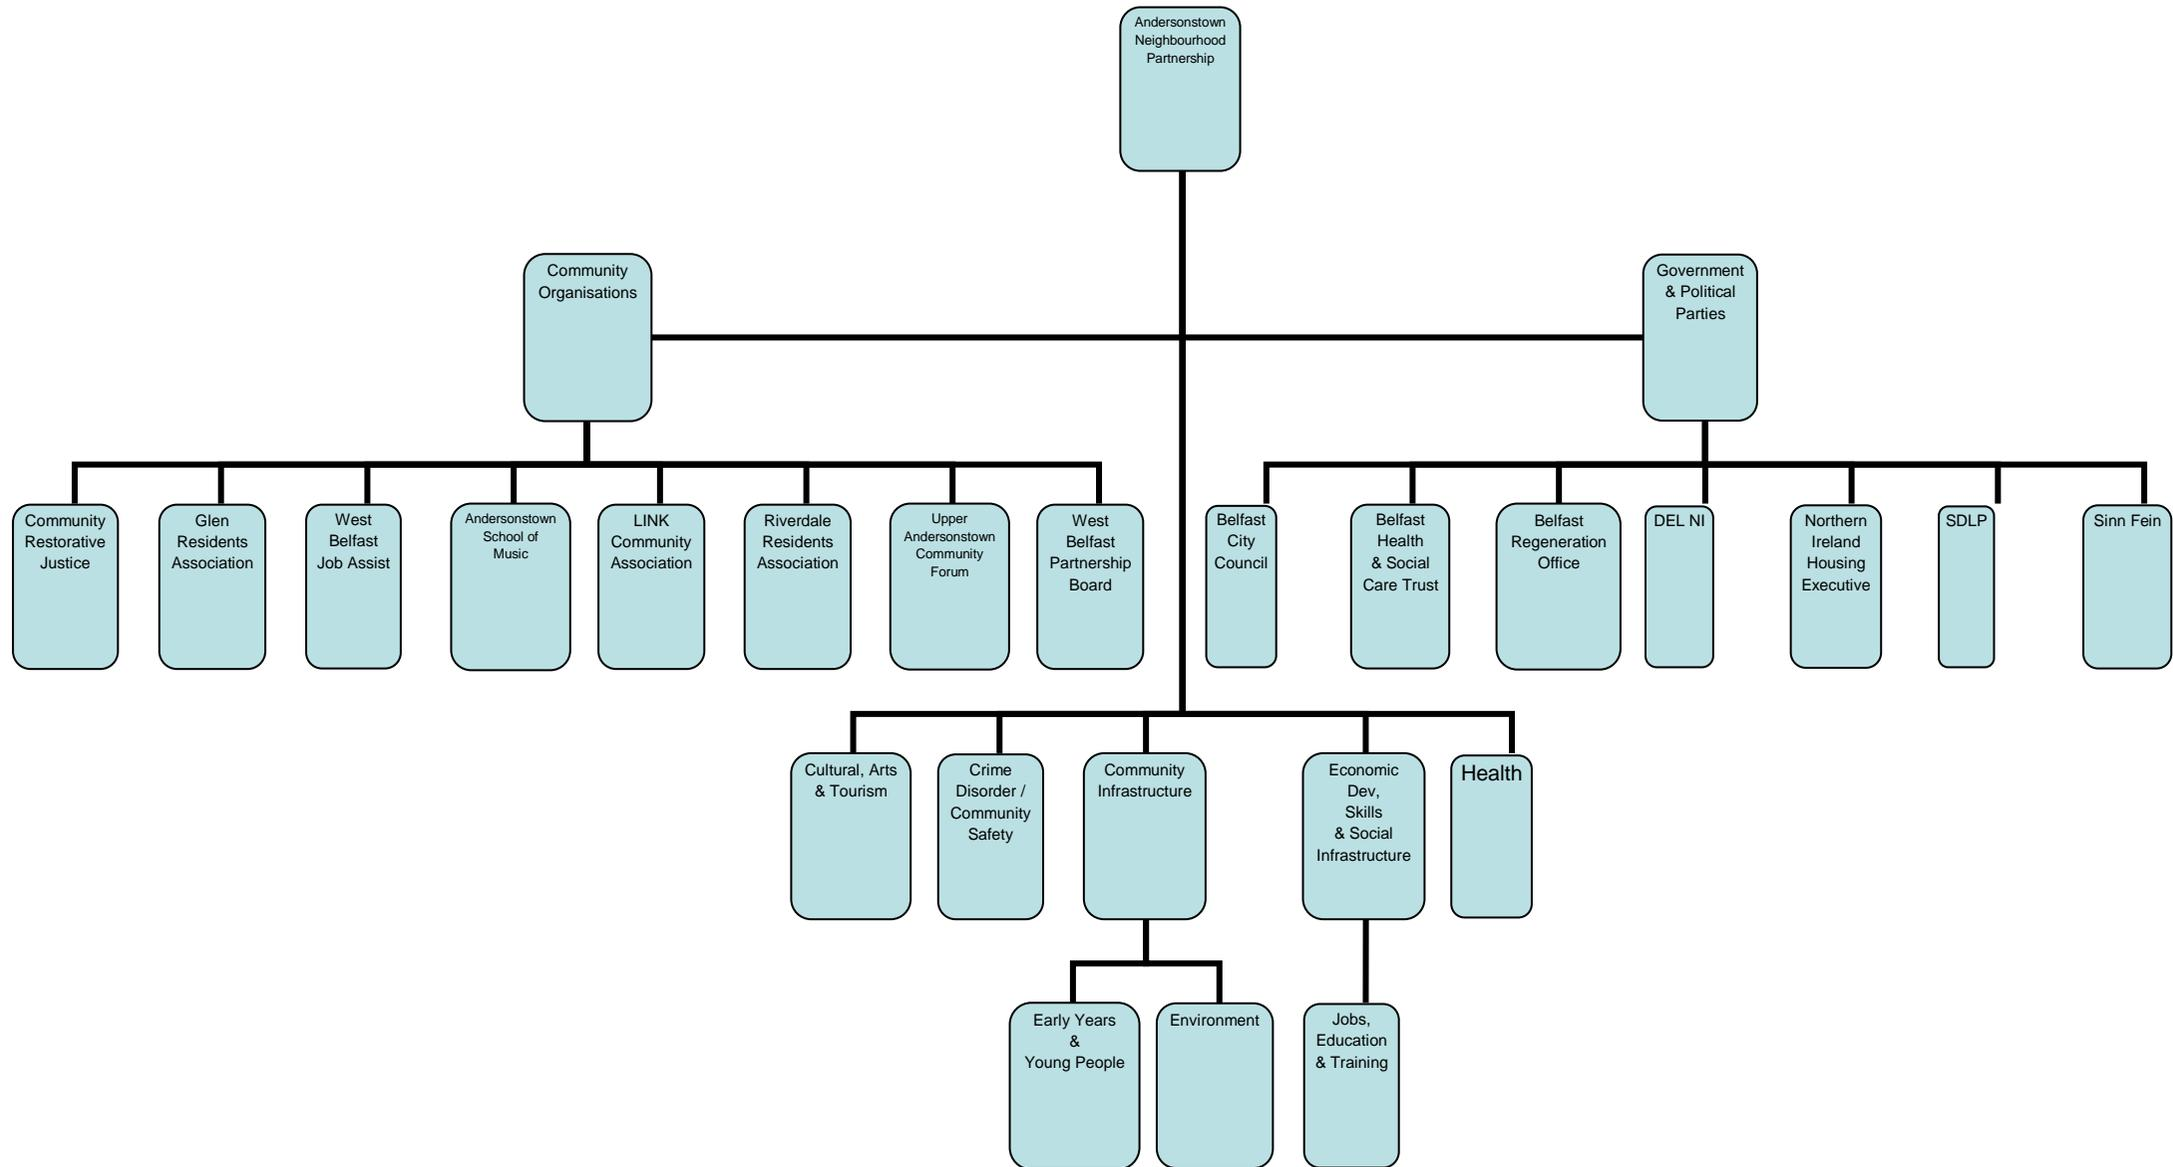 Andersonstown
Neighbourhood
Partnership
Community
Organisations
Government
& Political
Parties
Community
Restorative
Justice
Glen
Residents
Association
West
Belfast
Job Assist
Andersonstown
School of
Music
LINK
Community
Association
Riverdale
Residents
Association
Upper
Andersonstown
Community
Forum
West
Belfast
Partnership
Board
Belfast
City
Council
Belfast
Health
& Social
Care Trust
Belfast
Regeneration
Office
DEL NI
Northern
Ireland
Housing
Executive
SDLP
Sinn Fein
Cultural, Arts
& Tourism
Crime
Disorder /
Community
Safety
Community
Infrastructure
Economic
Dev,
Skills
& Social
Infrastructure
Health
Early Years
&
Young People
Environment
Jobs,
Education
& Training